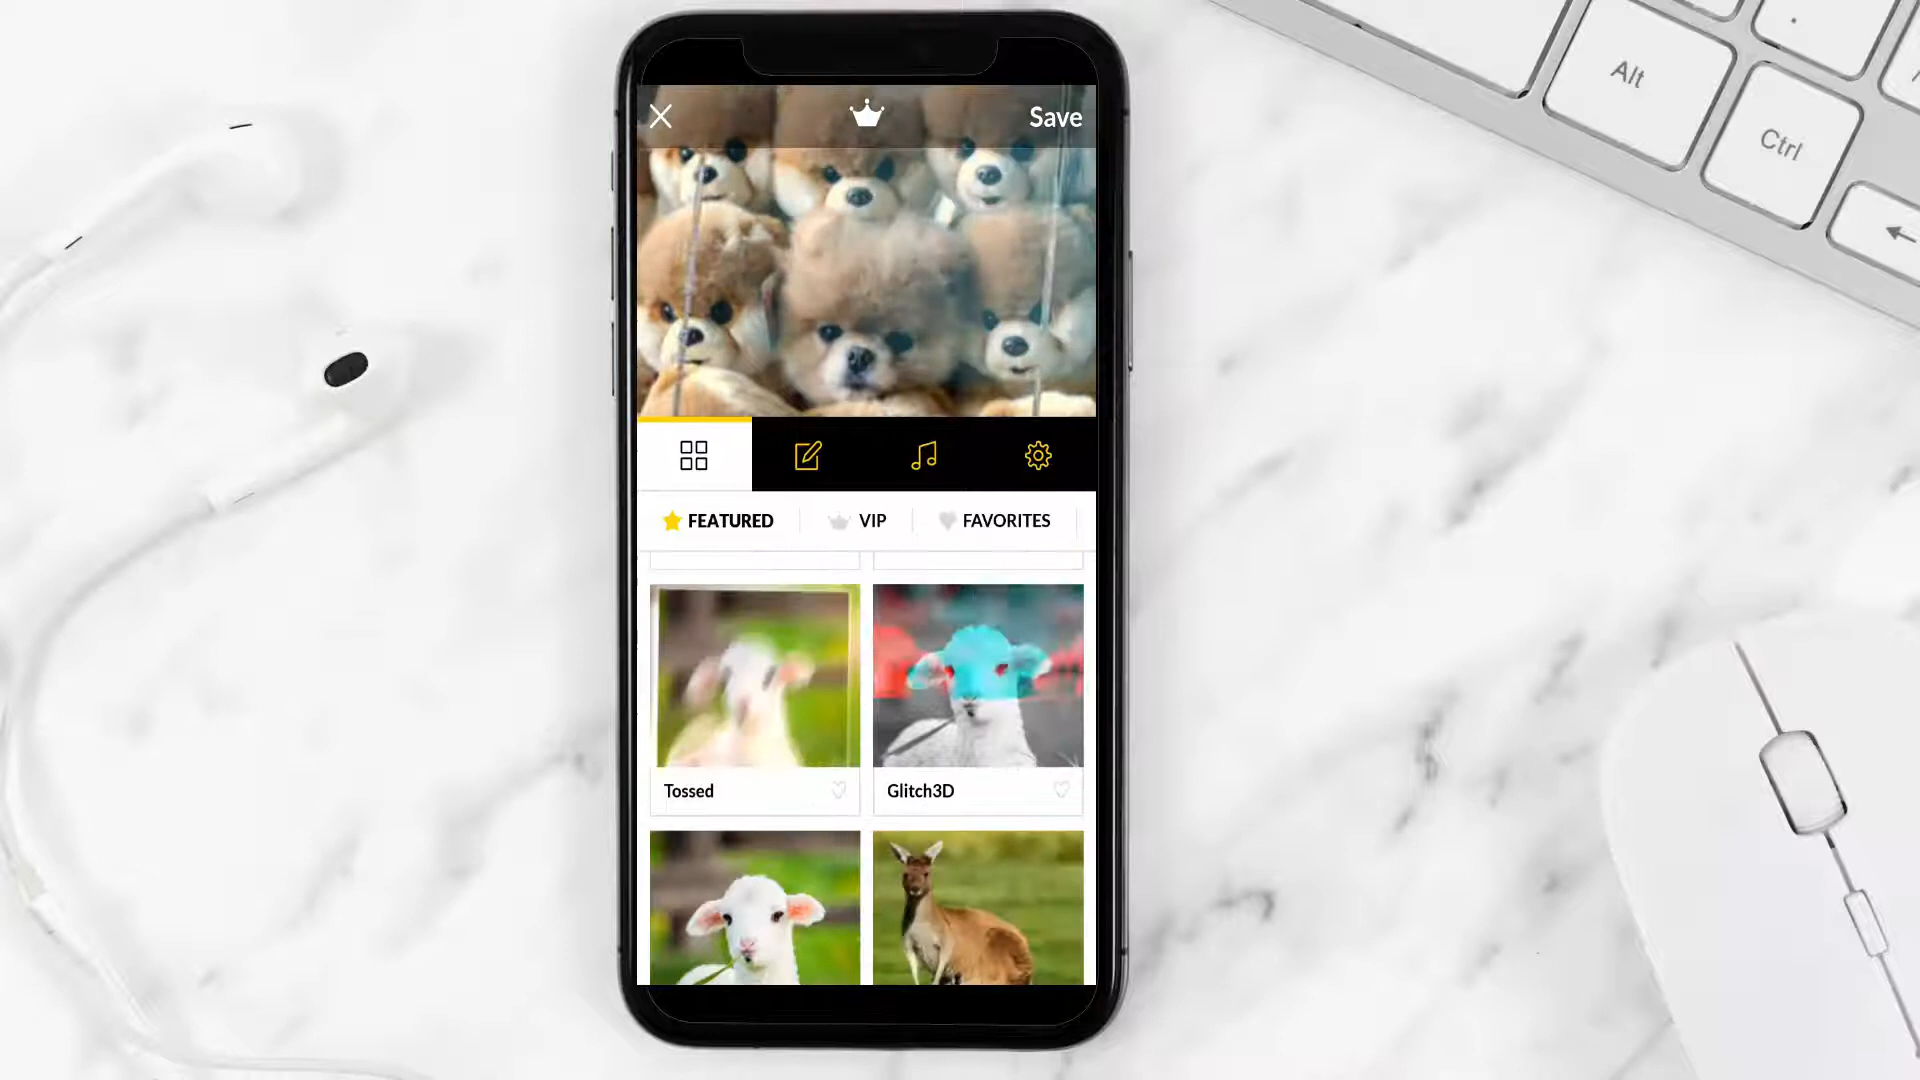 Save
FEATURED
VIP
FAVORITES
Tossed
Glitch3D
Alt
Ctrl